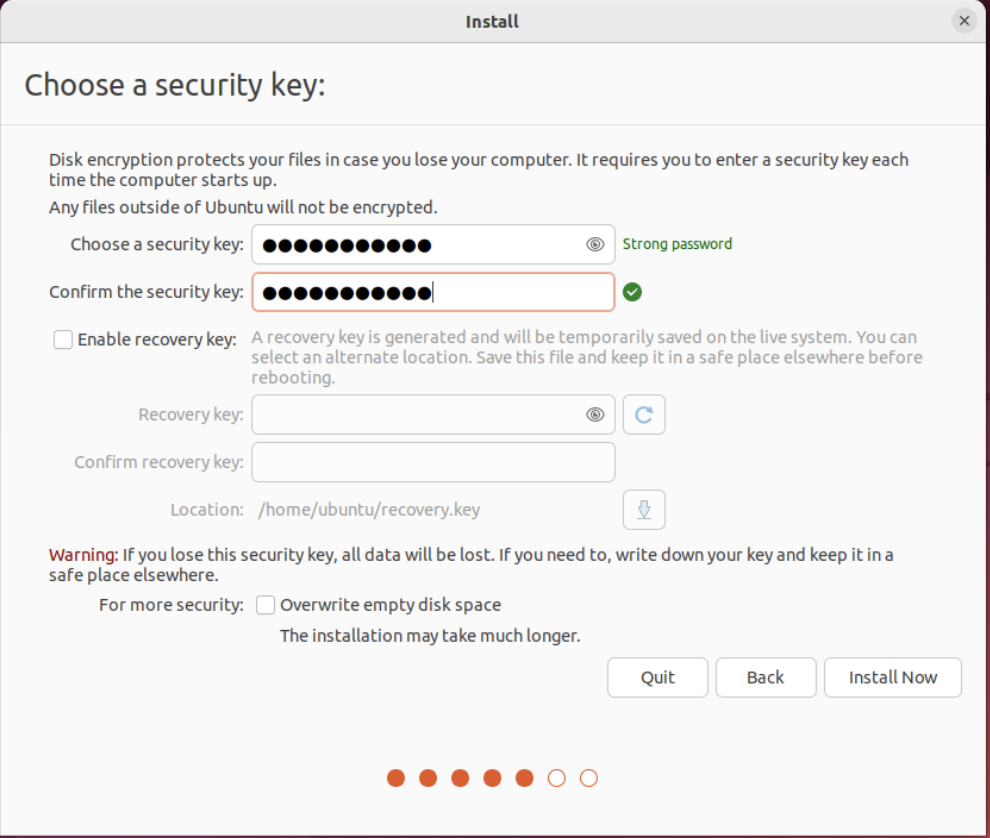 Install
Choose a security key:
Disk encryption protects your files in case you lose your computer. It requires you to enter a security key each
time the computer starts up.
Any files outside of Ubuntu will not be encrypted.
Choose a security key: ●●●●●●●●●●● Strong password
Confirm the security key: ●●●●●●●●●●●
Enable recovery key: A recovery key is generated and will be temporarily saved on the live system. You can
select an alternate location. Save this file and keep it in a safe place elsewhere before
rebooting.
Recovery key:
Confirm recovery key:
Location: /home/ubuntu/recovery.key
Warning: If you lose this security key, all data will be lost. If you need to, write down your key and keep it in a
safe place elsewhere.
For more security: Overwrite empty disk space
The installation may take much longer.
Quit Back Install Now